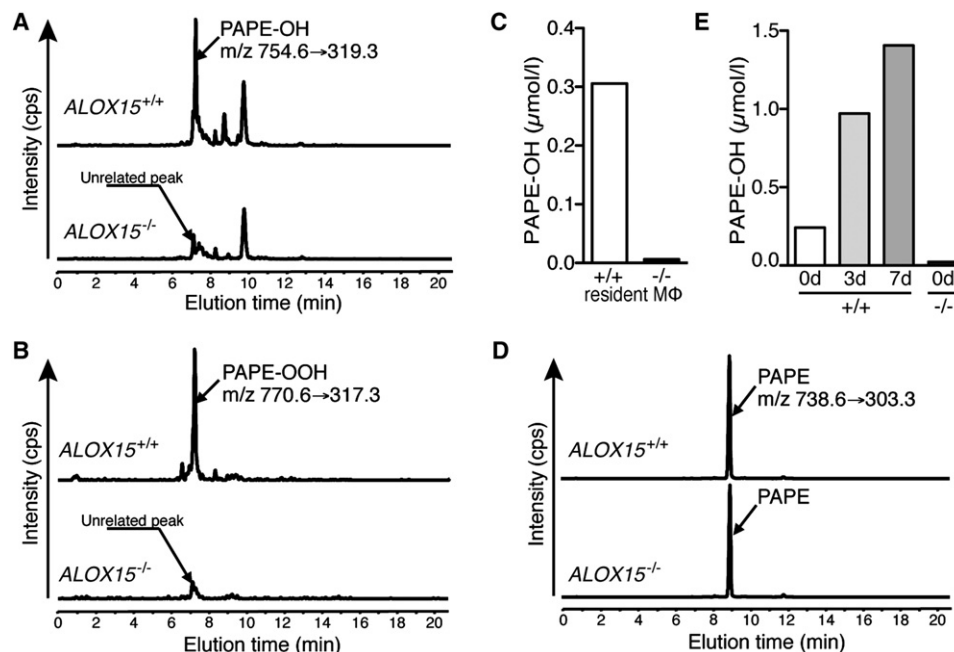 A
Intensity (cps)
PAPE-OH
m/z 754.6→319.3
ALOX15+/+
Unrelated peak
ALOX15-/-
0 2 4 6 8 10 12 14 16 18 20
Elution time (min)
B
Intensity (cps)
PAPE-OOH
m/z 770.6→317.3
ALOX15+/+
Unrelated peak
ALOX15-/-
0 2 4 6 8 10 12 14 16 18 20
Elution time (min)
C
PAPE-OH (µmol/l)
0.4
0.3
0.2
0.1
0.0
+/+ -/-
resident MΦ
E
PAPE-OH (µmol/l)
1.5
1.0
0.5
0.0
0d 3d 7d 0d
+/+ -/-
D
Intensity (cps)
PAPE
m/z 738.6→303.3
ALOX15+/+
PAPE
ALOX15-/-
0 2 4 6 8 10 12 14 16 18 20
Elution time (min)